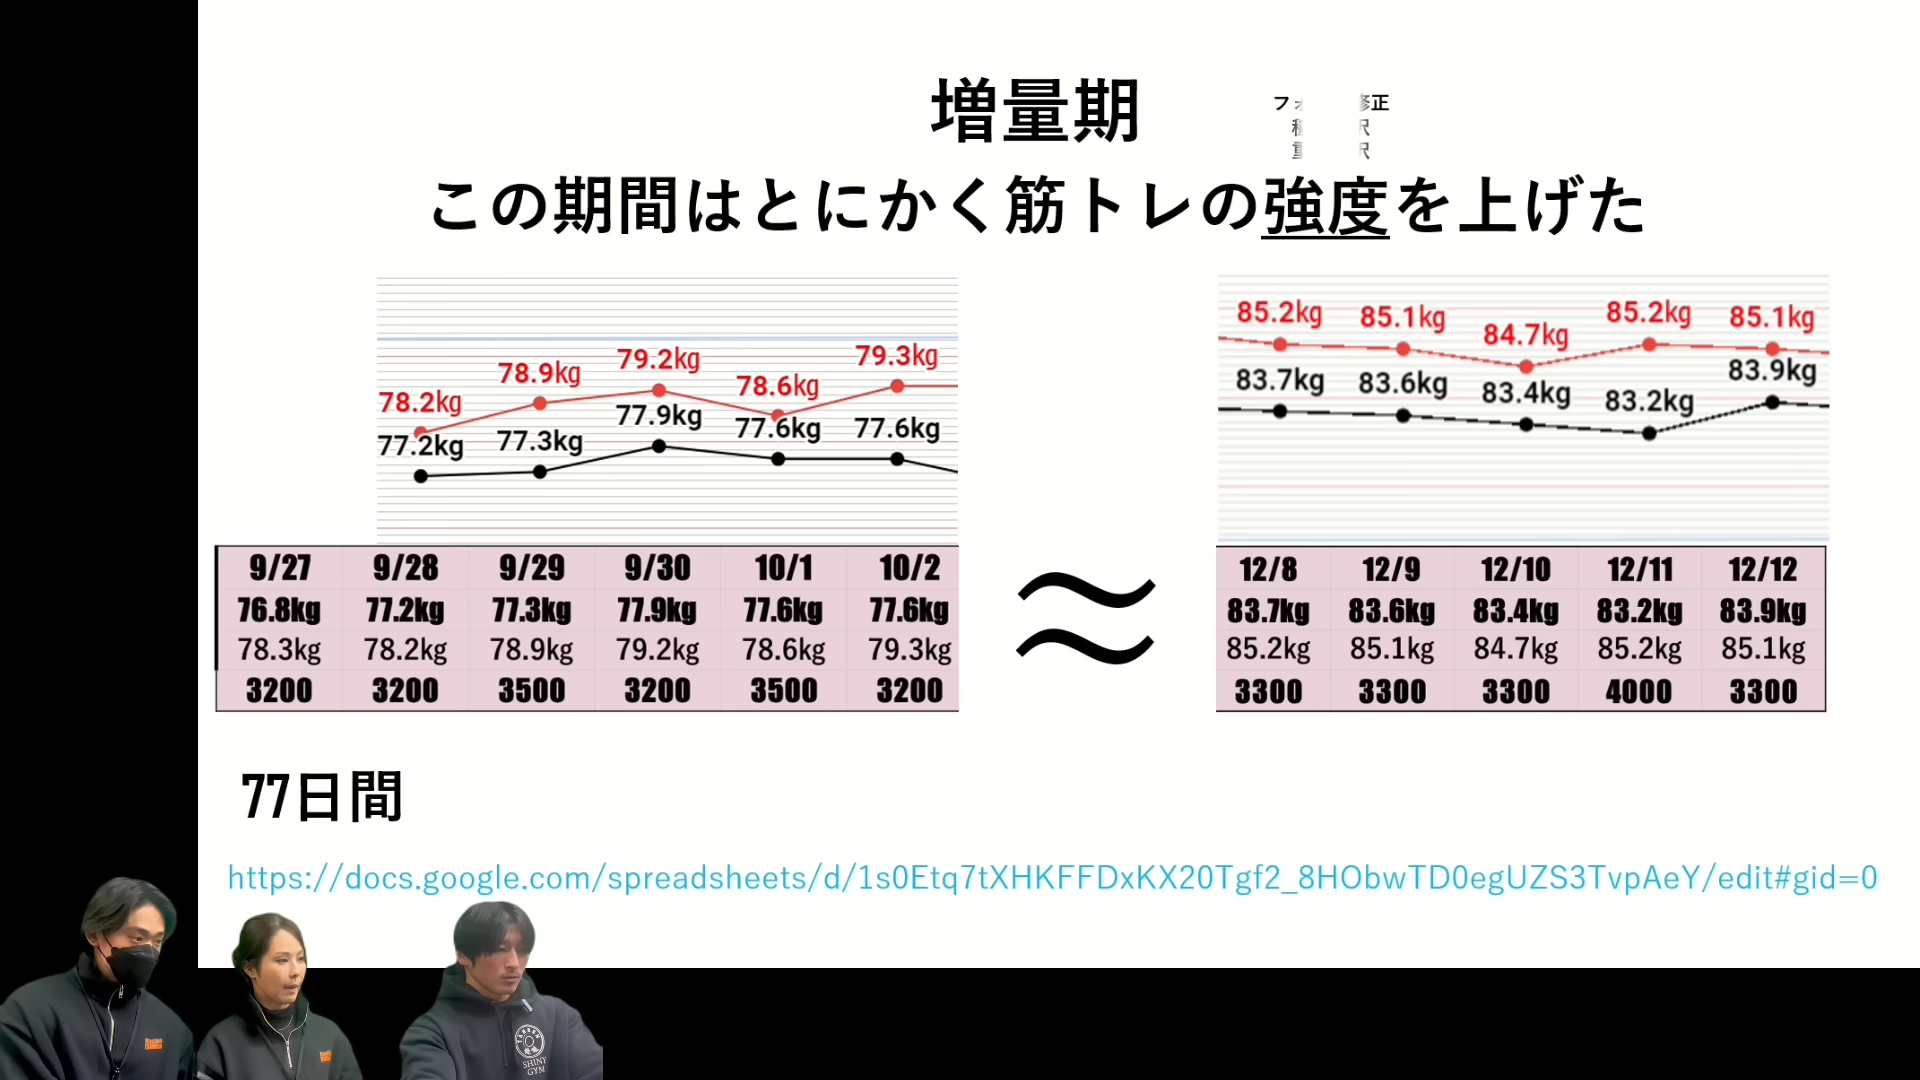 増量期
修正
この期間はとにかく筋トレの強度を上げた
78.2kg 78.9kg 79.2kg 78.6kg 79.3kg
77.2kg 77.3kg 77.9kg 77.6kg 77.6kg
85.2kg 85.1kg 84.7kg 85.2kg 85.1kg
83.7kg 83.6kg 83.4kg 83.2kg 83.9kg
9/27 9/28 9/29 9/30 10/1 10/2
76.8kg 77.2kg 77.3kg 77.9kg 77.6kg 77.6kg
78.3kg 78.2kg 78.9kg 79.2kg 78.6kg 79.3kg
3200 3200 3500 3200 3500 3200
≈
12/8 12/9 12/10 12/11 12/12
83.7kg 83.6kg 83.4kg 83.2kg 83.9kg
85.2kg 85.1kg 84.7kg 85.2kg 85.1kg
3300 3300 3300 4000 3300
77日間
https://docs.google.com/spreadsheets/d/1s0Etq7tXHKFFDxKX20Tgf2_8HObwTD0egUZS3TvpAeY/edit#gid=0
SHINY
GYM